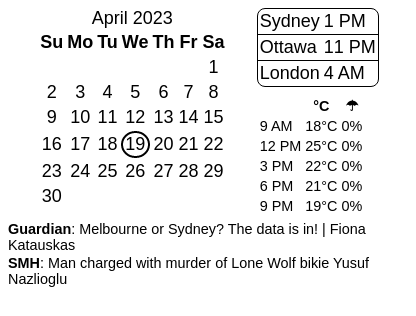 April 2023
Su Mo Tu We Th Fr Sa
1
2 3 4 5 6 7 8
9 10 11 12 13 14 15
16 17 18 19 20 21 22
23 24 25 26 27 28 29
30
Sydney 1 PM
Ottawa 11 PM
London 4 AM
°C ☂
9 AM 18°C 0%
12 PM 25°C 0%
3 PM 22°C 0%
6 PM 21°C 0%
9 PM 19°C 0%
Guardian: Melbourne or Sydney? The data is in! | Fiona
Katauskas
SMH: Man charged with murder of Lone Wolf bikie Yusuf
Nazlioglu